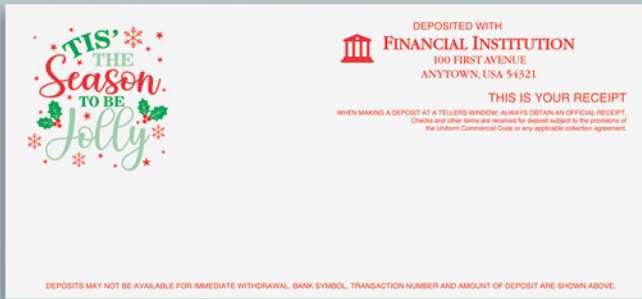 TIS'
THE
Season
TO BE
Jolly
DEPOSITED WITH
FINANCIAL INSTITUTION
100 FIRST AVENUE
ANYTOWN, USA 54321
THIS IS YOUR RECEIPT
WHEN MAKING A DEPOSIT AT A TELLERS WINDOW, ALWAYS OBTAIN AN OFFICIAL RECEIPT.
Checks and other items are received for deposit subject to the provisions of
the Uniform Commercial Code or any applicable collection agreement.
DEPOSITS MAY NOT BE AVAILABLE FOR IMMEDIATE WITHDRAWAL. BANK SYMBOL, TRANSACTION NUMBER AND AMOUNT OF DEPOSIT ARE SHOWN ABOVE.